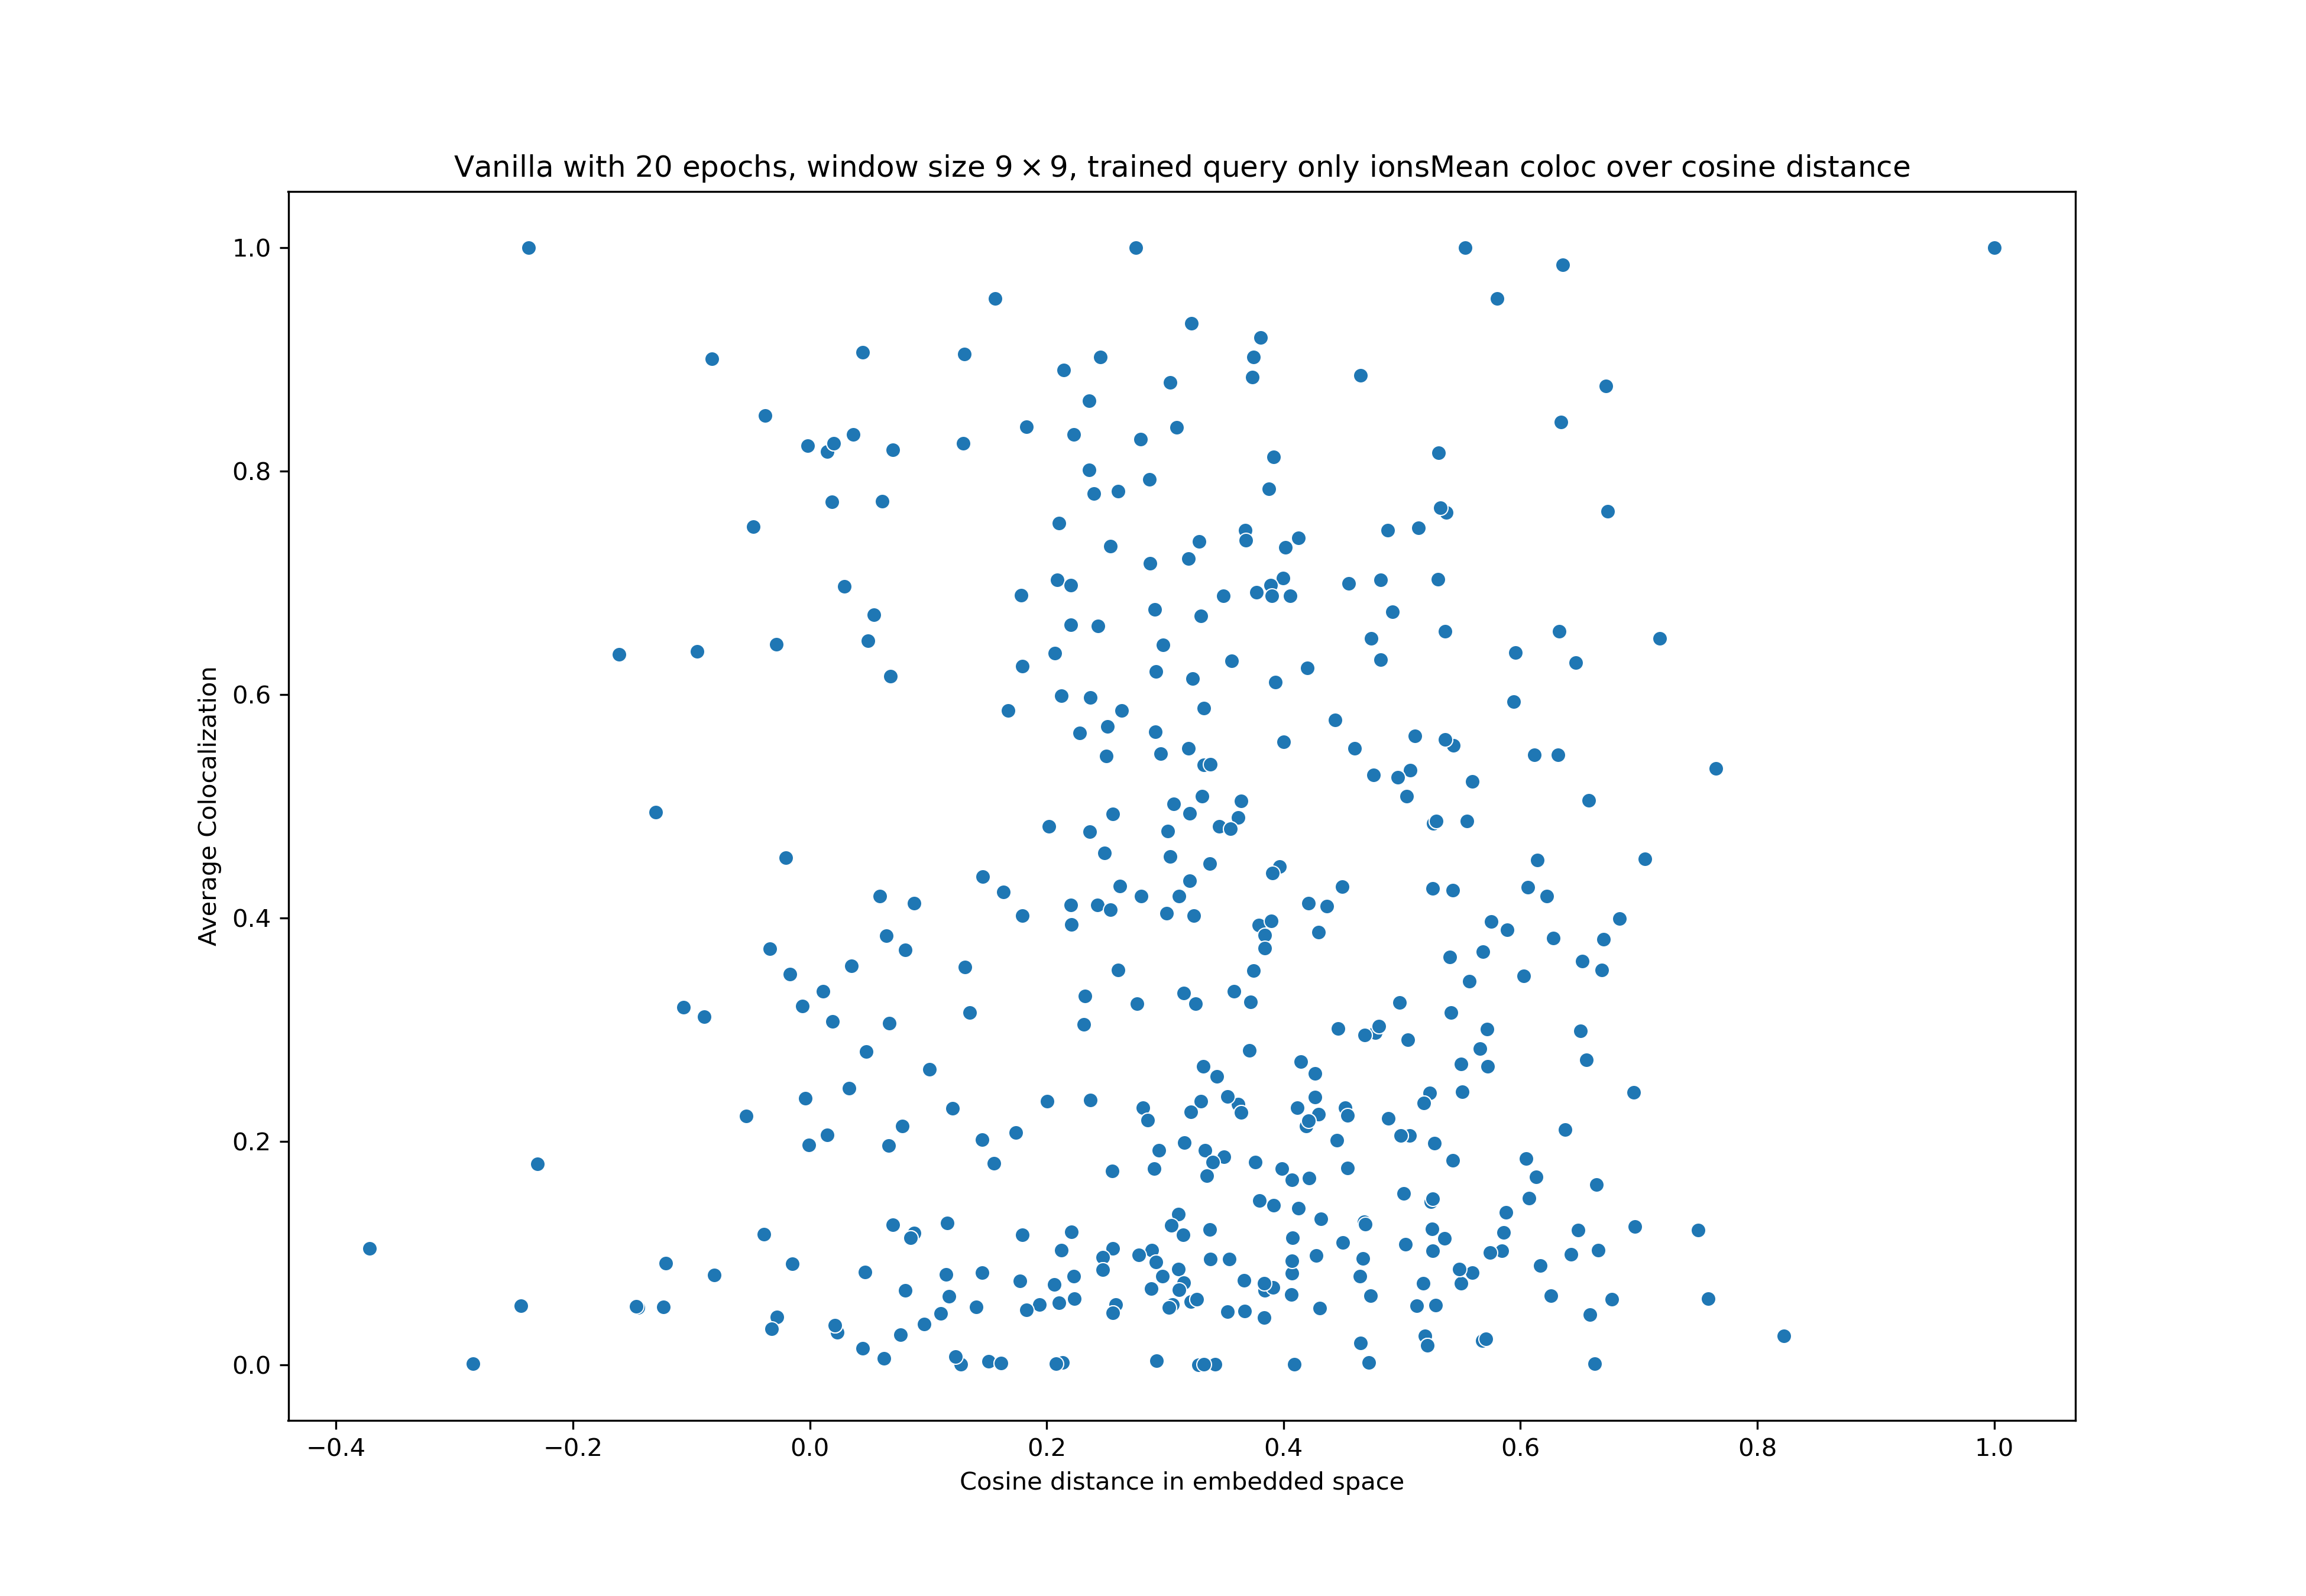 Vanilla with 20 epochs, window size 9 × 9, trained query only ionsMean coloc over cosine distance
1.0
0.8
0.6
0.4
0.2
0.0
Average Colocalization
−0.4 −0.2 0.0 0.2 0.4 0.6 0.8 1.0
Cosine distance in embedded space